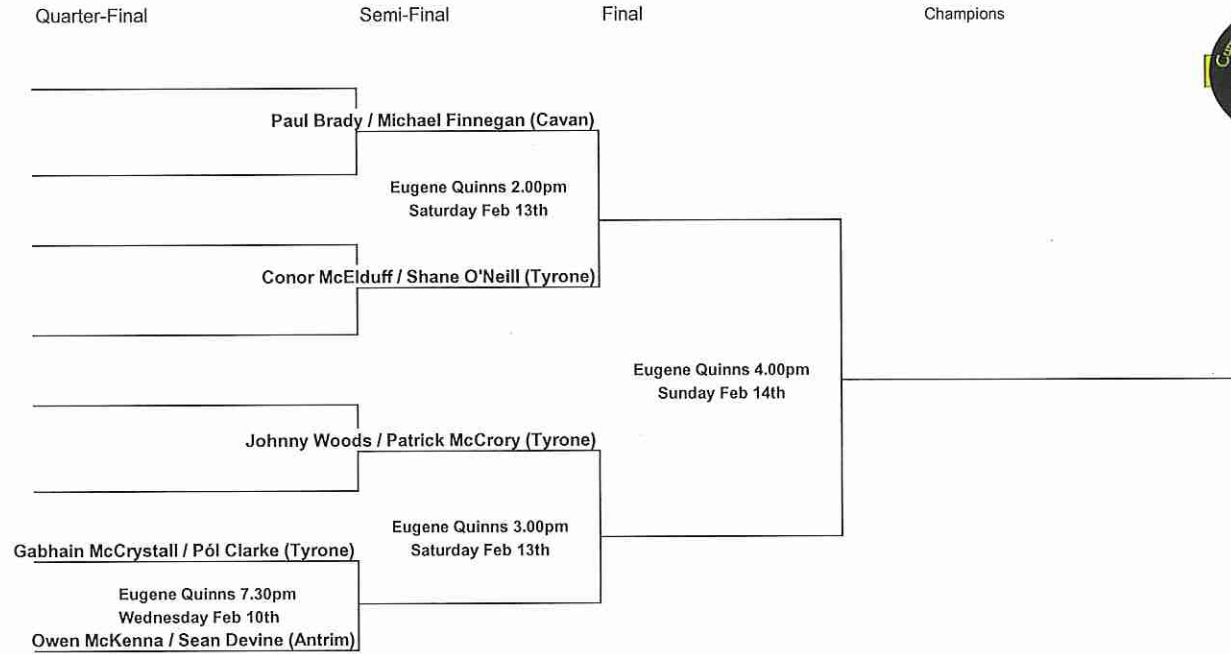 Quarter-Final Semi-Final Final Champions
Paul Brady / Michael Finnegan (Cavan)
Eugene Quinns 2.00pm
Saturday Feb 13th
Conor McElduff / Shane O'Neill (Tyrone)
Eugene Quinns 4.00pm
Sunday Feb 14th
Johnny Woods / Patrick McCrory (Tyrone)
Eugene Quinns 3.00pm
Saturday Feb 13th
Gabhain McCrystall / Pól Clarke (Tyrone)
Eugene Quinns 7.30pm
Wednesday Feb 10th
Owen McKenna / Sean Devine (Antrim)